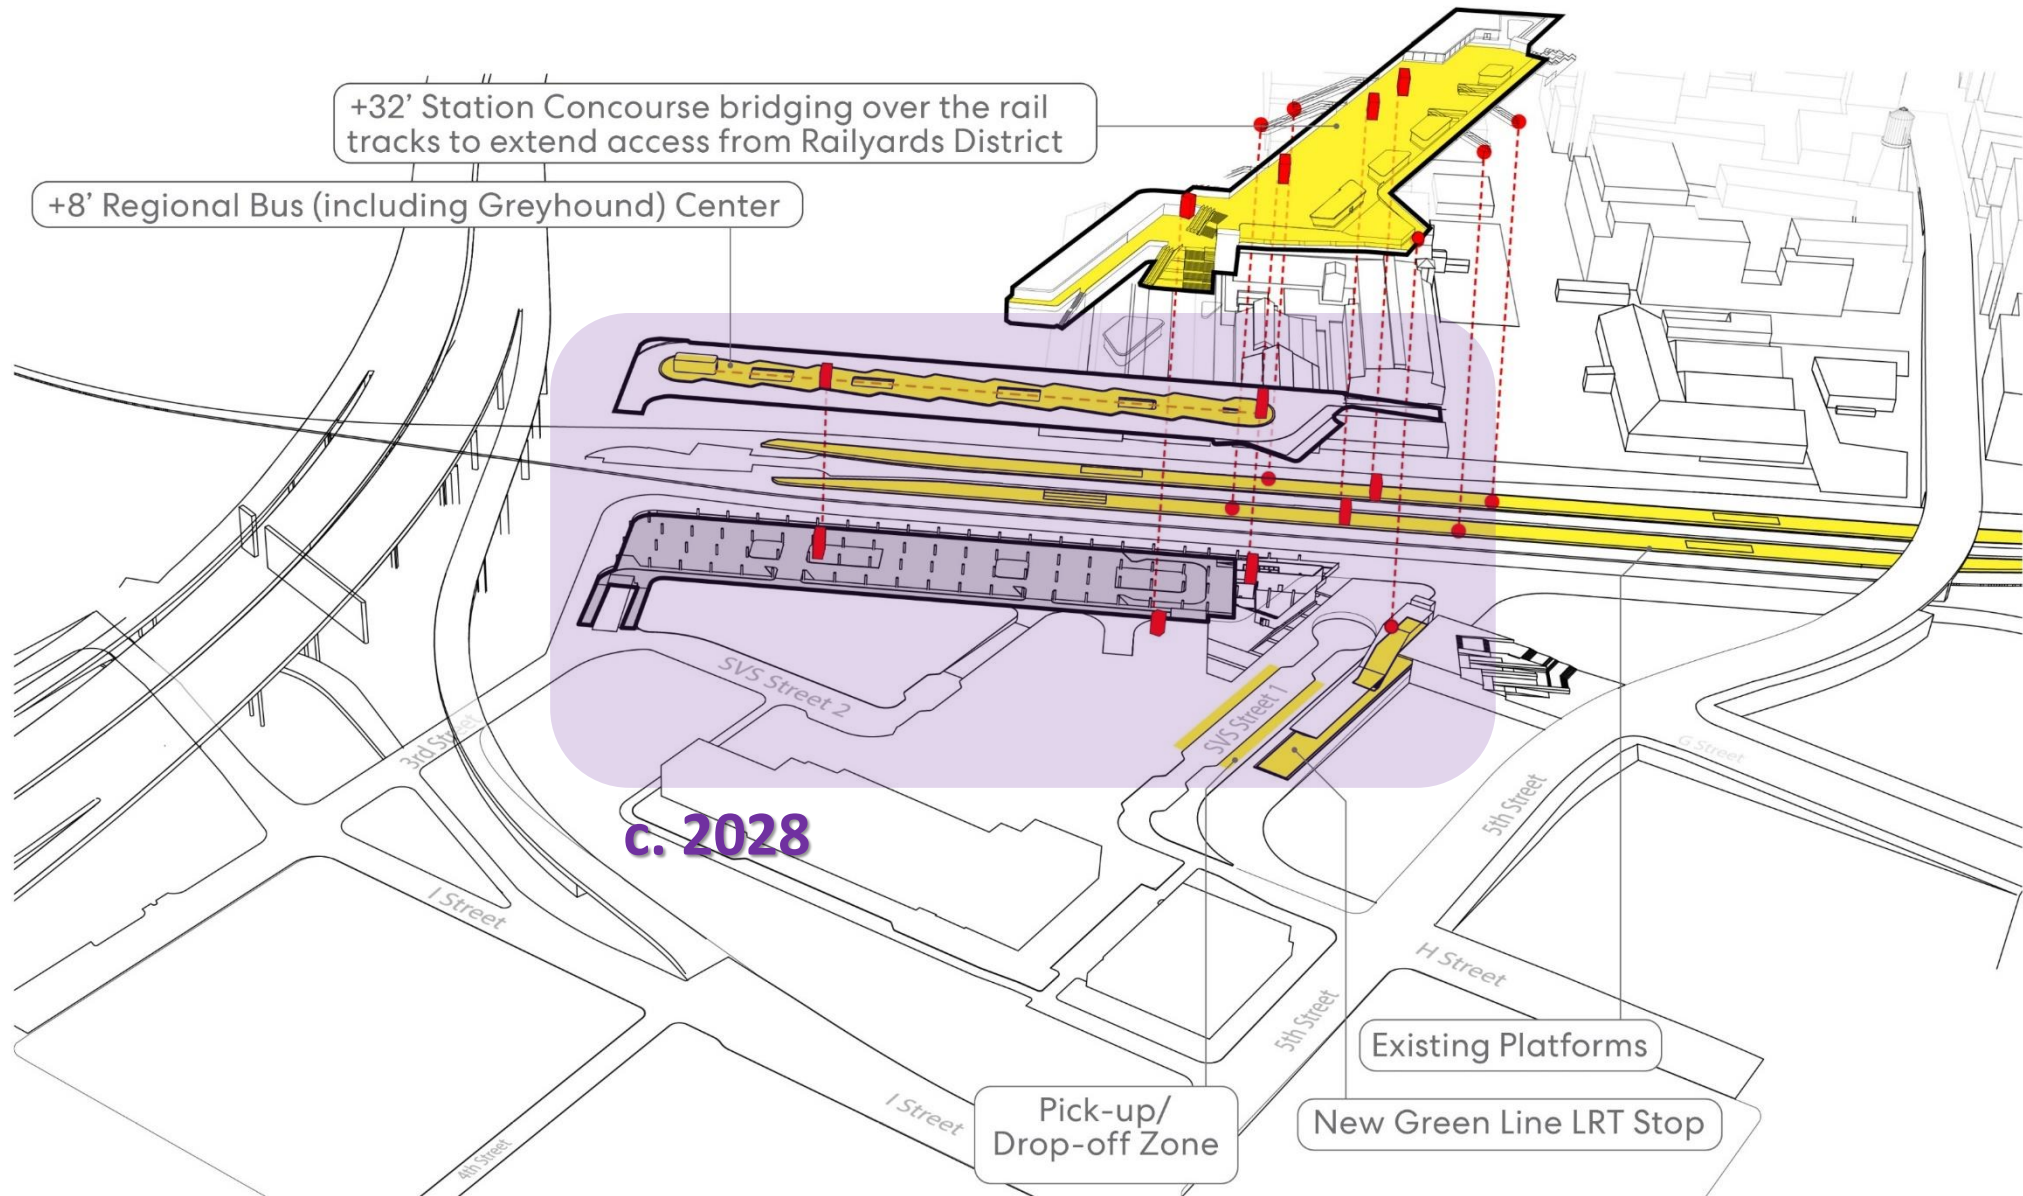 +32’ Station Concourse bridging over the rail
tracks to extend access from Railyards District
+8’ Regional Bus (including Greyhound) Center
SVS Street 2
SVS Street 1
3rd Street
G Street
5th Street
c. 2028
I Street
H Street
5th Street
Existing Platforms
I Street
Pick-up/
Drop-off Zone
New Green Line LRT Stop
4th Street